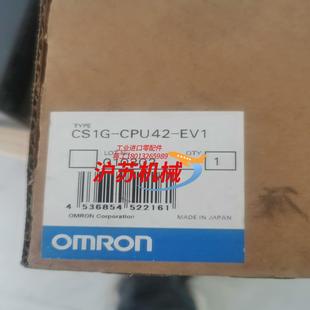 TYPE
CS1G-CPU42-EV1
工业进口零配件
QTY
1
沪苏机械
4 536854 522161
OMRON Corporation
MADE IN JAPAN
OMRON